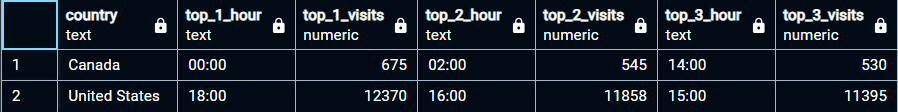 country top_1_hour top_1_visits top_2_hour top_2_visits top_3_hour top_3_visits
text text numeric text numeric text numeric
1 Canada 00:00 675 02:00 545 14:00 530
2 United States 18:00 12370 16:00 11858 15:00 11395